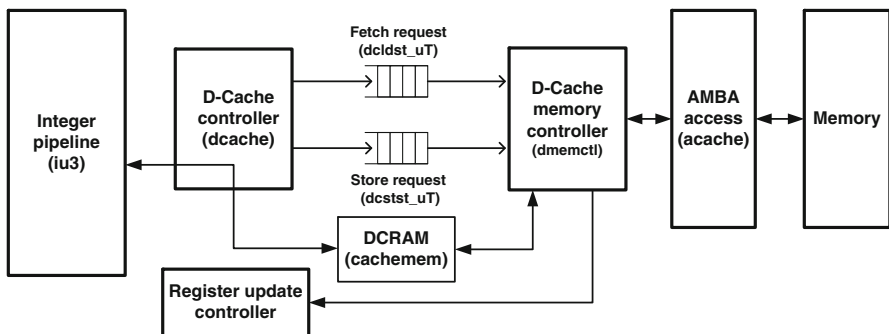 Integer
pipeline
(iu3)
D-Cache
controller
(dcache)
Fetch request
(dcldst_uT)
Store request
(dcstst_uT)
D-Cache
memory
controller
(dmemctl)
AMBA
access
(acache)
Memory
DCRAM
(cachemem)
Register update
controller